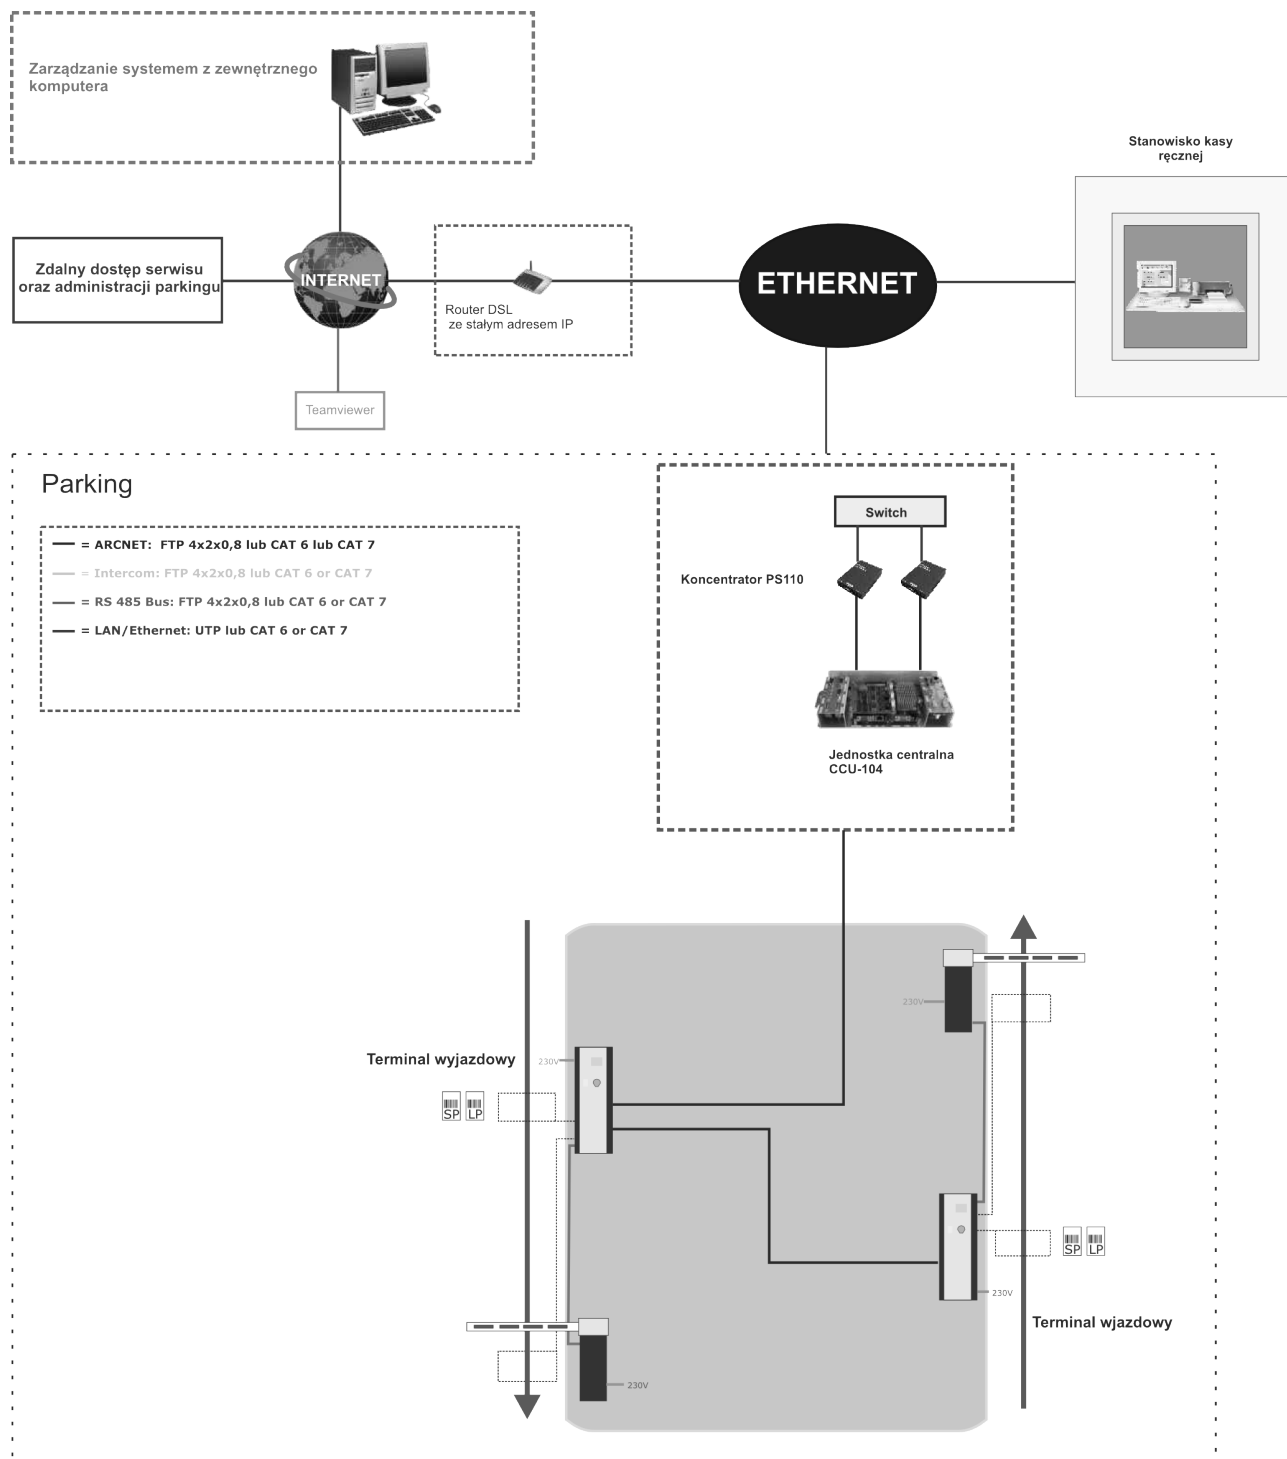 Zarządzanie systemem z zewnętrznego
komputera
Stanowisko kasy
ręcznej
Zdalny dostęp serwisu
oraz administracji parkingu
INTERNET
Router DSL
ze stałym adresem IP
ETHERNET
Teamviewer
Parking
= ARCNET: FTP 4x2x0,8 lub CAT 6 lub CAT 7
= Intercom: FTP 4x2x0,8 lub CAT 6 or CAT 7
= RS 485 Bus: FTP 4x2x0,8 lub CAT 6 or CAT 7
= LAN/Ethernet: UTP lub CAT 6 or CAT 7
Switch
Koncentrator PS110
Jednostka centralna
CCU-104
230V
Terminal wyjazdowy
230V
SP LP
SP LP
230V
Terminal wjazdowy
230V